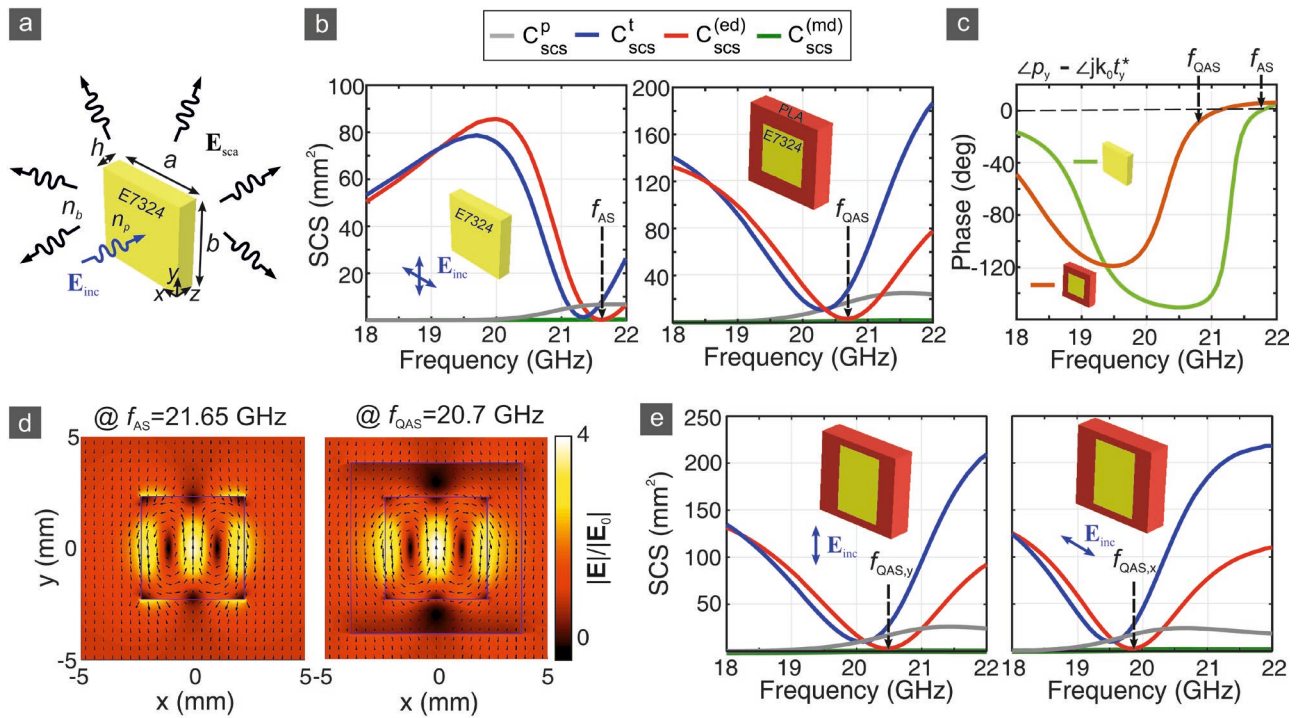 a
h
a
E7324
n_b
n_p
b
E_inc
E_sca
y
x
z
b
C^p_scs
C^t_scs
C^(ed)_scs
C^(md)_scs
SCS (mm²)
100
80
60
40
20
18 19 20 21 22
Frequency (GHz)
E7324
E_inc
f_AS
200
160
120
80
40
18 19 20 21 22
Frequency (GHz)
PLA
E7324
f_QAS
c
∠p_y − ∠jk_0t_y^*
f_QAS
f_AS
Phase (deg)
0
-40
-80
-120
18 19 20 21 22
Frequency (GHz)
d
@ f_AS=21.65 GHz
@ f_QAS=20.7 GHz
y (mm)
5
0
-5
0
5
x (mm)
-5
0
5
x (mm)
4
0
|E|/|E_0|
e
SCS (mm²)
250
200
150
100
50
18 19 20 21 22
Frequency (GHz)
E_inc
f_QAS,y
18 19 20 21 22
Frequency (GHz)
E_inc
f_QAS,x